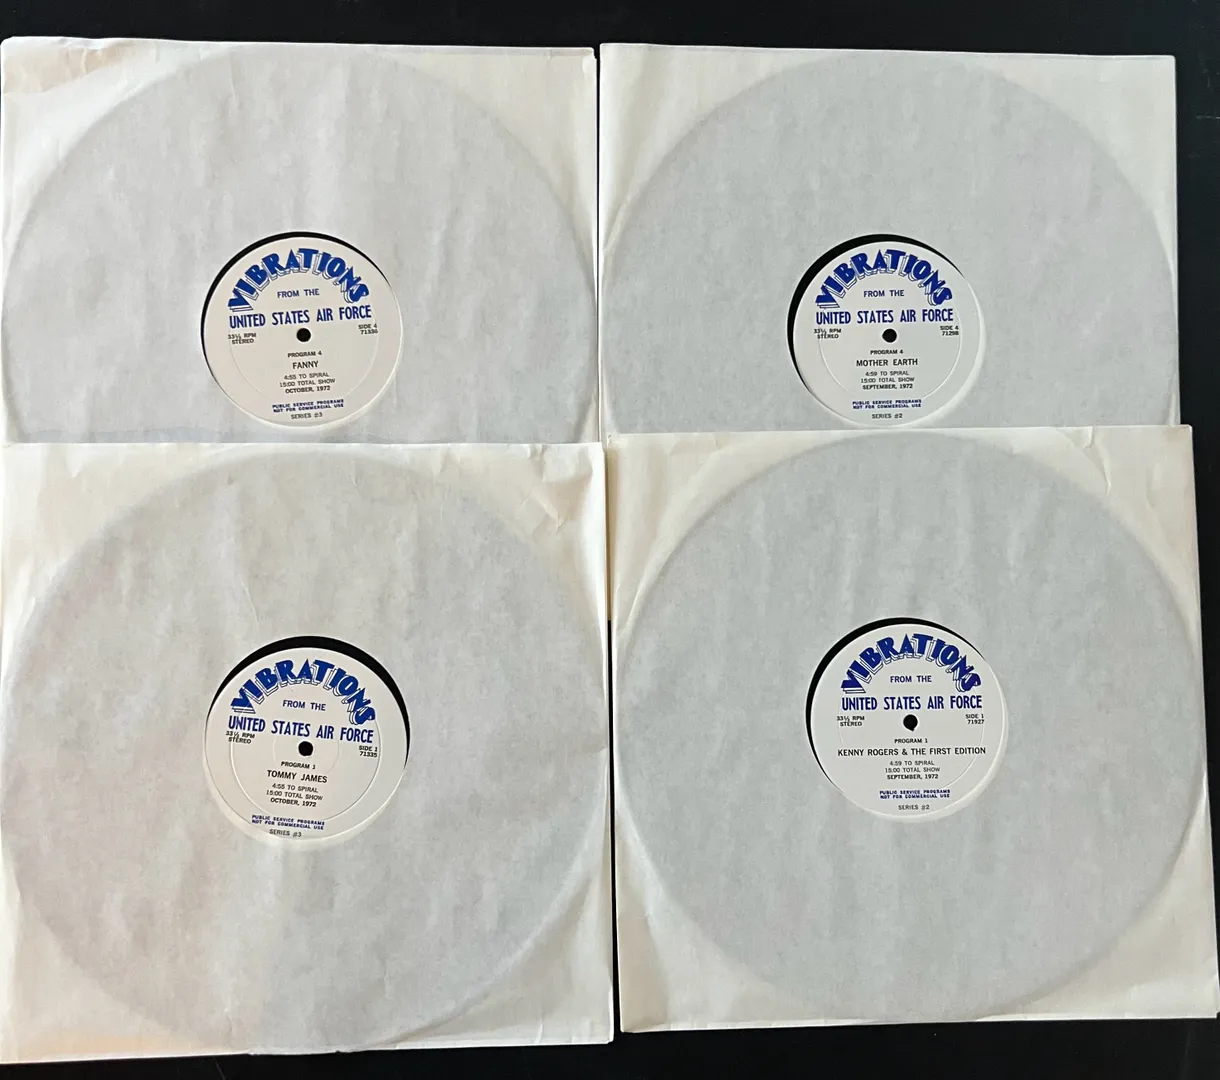 VIBRATIONS
FROM THE
UNITED STATES AIR FORCE
33⅓ RPM
STEREO
SIDE 4
71336
PROGRAM 4
FANNY
4:55 TO SPIRAL
15:00 TOTAL SHOW
OCTOBER, 1972
PUBLIC SERVICE PROGRAMS
NOT FOR COMMERCIAL USE
SERIES #3
VIBRATIONS
FROM THE
UNITED STATES AIR FORCE
33⅓ RPM
STEREO
SIDE 4
71298
PROGRAM 4
MOTHER EARTH
4:59 TO SPIRAL
15:00 TOTAL SHOW
SEPTEMBER, 1972
PUBLIC SERVICE PROGRAMS
NOT FOR COMMERCIAL USE
SERIES #2
VIBRATIONS
FROM THE
UNITED STATES AIR FORCE
33⅓ RPM
STEREO
SIDE 1
71335
PROGRAM 1
TOMMY JAMES
4:55 TO SPIRAL
15:00 TOTAL SHOW
OCTOBER, 1972
PUBLIC SERVICE PROGRAMS
NOT FOR COMMERCIAL USE
SERIES #3
VIBRATIONS
FROM THE
UNITED STATES AIR FORCE
33⅓ RPM
STEREO
SIDE 1
71927
PROGRAM 1
KENNY ROGERS & THE FIRST EDITION
4:59 TO SPIRAL
15:00 TOTAL SHOW
SEPTEMBER, 1972
PUBLIC SERVICE PROGRAMS
NOT FOR COMMERCIAL USE
SERIES #2